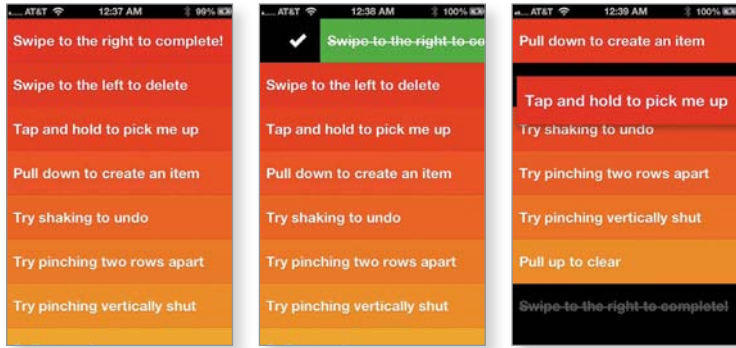 AT&T 12:37 AM 99%
Swipe to the right to complete!
Swipe to the left to delete
Tap and hold to pick me up
Pull down to create an item
Try shaking to undo
Try pinching two rows apart
Try pinching vertically shut
AT&T 12:38 AM 100%
Swipe to the right to co
Swipe to the left to delete
Tap and hold to pick me up
Pull down to create an item
Try shaking to undo
Try pinching two rows apart
Try pinching vertically shut
AT&T 12:39 AM 100%
Pull down to create an item
Tap and hold to pick me up
Try shaking to undo
Try pinching two rows apart
Try pinching vertically shut
Pull up to clear
Swipe to the right to complete!